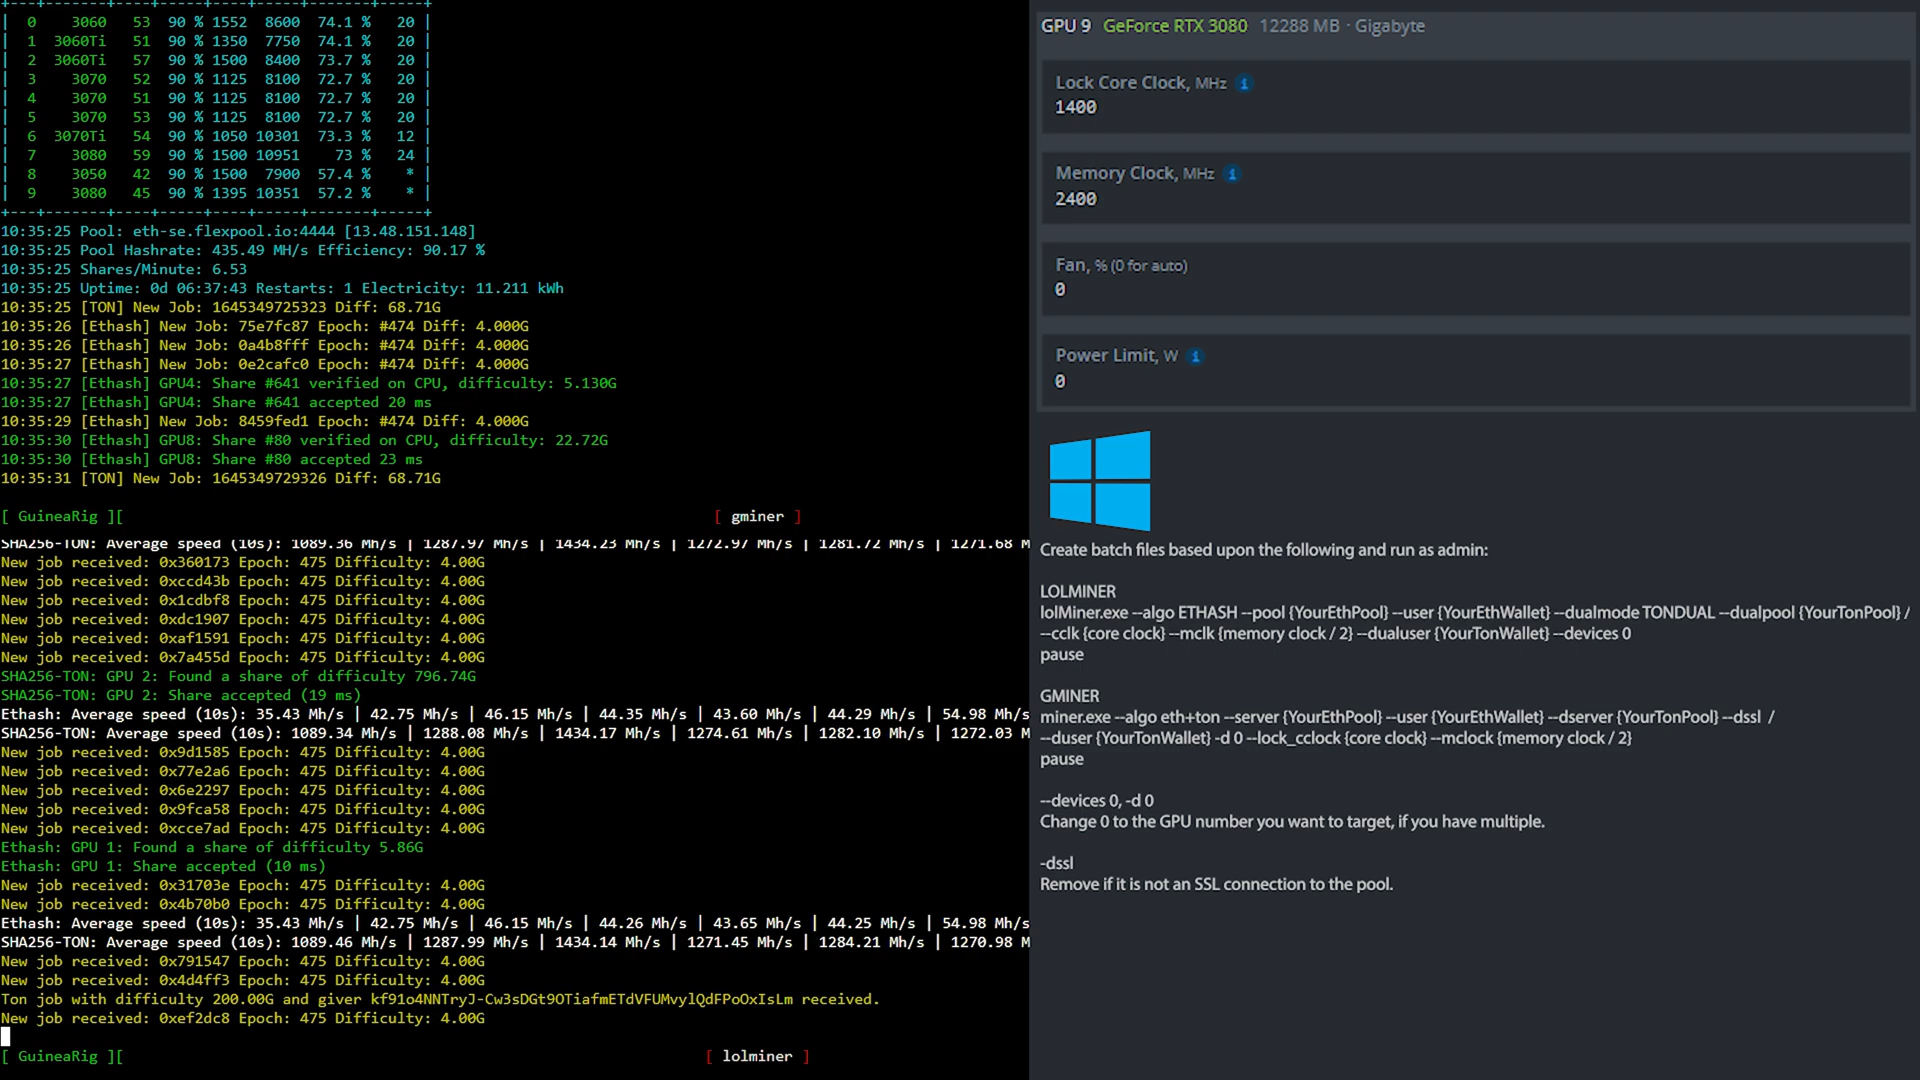 +---+-------+----+-----+----+------+-------+-----+
| 0 3060 53 90 % 1552 8600 74.1 % 20 |
| 1 3060Ti 51 90 % 1350 7750 74.1 % 20 |
| 2 3060Ti 57 90 % 1500 8400 73.7 % 20 |
| 3 3070 52 90 % 1125 8100 72.7 % 20 |
| 4 3070 51 90 % 1125 8100 72.7 % 20 |
| 5 3070 53 90 % 1125 8100 72.7 % 20 |
| 6 3070Ti 54 90 % 1050 10301 73.3 % 12 |
| 7 3080 59 90 % 1500 10951 73 % 24 |
| 8 3050 42 90 % 1500 7900 57.4 % * |
| 9 3080 45 90 % 1395 10351 57.2 % * |
+---+-------+----+-----+----+------+-------+-----+
10:35:25 Pool: eth-se.flexpool.io:4444 [13.48.151.148]
10:35:25 Pool Hashrate: 435.49 MH/s Efficiency: 90.17 %
10:35:25 Shares/Minute: 6.53
10:35:25 Uptime: 0d 06:37:43 Restarts: 1 Electricity: 11.211 kWh
10:35:25 [TON] New Job: 1645349725323 Diff: 68.71G
10:35:26 [Ethash] New Job: 75e7fc87 Epoch: #474 Diff: 4.000G
10:35:26 [Ethash] New Job: 0a4b8fff Epoch: #474 Diff: 4.000G
10:35:27 [Ethash] New Job: 0e2cafc0 Epoch: #474 Diff: 4.000G
10:35:27 [Ethash] GPU4: Share #641 verified on CPU, difficulty: 5.130G
10:35:27 [Ethash] GPU4: Share #641 accepted 20 ms
10:35:29 [Ethash] New Job: 8459fed1 Epoch: #474 Diff: 4.000G
10:35:30 [Ethash] GPU8: Share #80 verified on CPU, difficulty: 22.72G
10:35:30 [Ethash] GPU8: Share #80 accepted 23 ms
10:35:31 [TON] New Job: 1645349729326 Diff: 68.71G
[ GuineaRig ][ [ gminer ]
SHA256-TON: Average speed (10s): 1089.36 Mh/s | 1287.97 Mh/s | 1434.23 Mh/s | 1272.97 Mh/s | 1281.72 Mh/s | 1271.68 M
New job received: 0x360173 Epoch: 475 Difficulty: 4.00G
New job received: 0xccd43b Epoch: 475 Difficulty: 4.00G
New job received: 0x1cdbf8 Epoch: 475 Difficulty: 4.00G
New job received: 0xdc1907 Epoch: 475 Difficulty: 4.00G
New job received: 0xaf1591 Epoch: 475 Difficulty: 4.00G
New job received: 0x7a455d Epoch: 475 Difficulty: 4.00G
SHA256-TON: GPU 2: Found a share of difficulty 796.74G
SHA256-TON: GPU 2: Share accepted (19 ms)
Ethash: Average speed (10s): 35.43 Mh/s | 42.75 Mh/s | 46.15 Mh/s | 44.35 Mh/s | 43.60 Mh/s | 44.29 Mh/s | 54.98 Mh/s
SHA256-TON: Average speed (10s): 1089.34 Mh/s | 1288.08 Mh/s | 1434.17 Mh/s | 1274.61 Mh/s | 1282.10 Mh/s | 1272.03 M
New job received: 0x9d1585 Epoch: 475 Difficulty: 4.00G
New job received: 0x77e2a6 Epoch: 475 Difficulty: 4.00G
New job received: 0x6e2297 Epoch: 475 Difficulty: 4.00G
New job received: 0x9fca58 Epoch: 475 Difficulty: 4.00G
New job received: 0xcce7ad Epoch: 475 Difficulty: 4.00G
Ethash: GPU 1: Found a share of difficulty 5.86G
Ethash: GPU 1: Share accepted (10 ms)
New job received: 0x31703e Epoch: 475 Difficulty: 4.00G
New job received: 0x4b70b0 Epoch: 475 Difficulty: 4.00G
Ethash: Average speed (10s): 35.43 Mh/s | 42.75 Mh/s | 46.15 Mh/s | 44.26 Mh/s | 43.65 Mh/s | 44.25 Mh/s | 54.98 Mh/s
SHA256-TON: Average speed (10s): 1089.46 Mh/s | 1287.99 Mh/s | 1434.14 Mh/s | 1271.45 Mh/s | 1284.21 Mh/s | 1270.98 M
New job received: 0x791547 Epoch: 475 Difficulty: 4.00G
New job received: 0x4d4ff3 Epoch: 475 Difficulty: 4.00G
Ton job with difficulty 200.00G and giver kf91o4NNTryJ-Cw3sDGt9OTiafmETdVFUMvylQdFPoOxIsLm received.
New job received: 0xef2dc8 Epoch: 475 Difficulty: 4.00G
[ GuineaRig ][ [ lolminer ]
GPU 9 GeForce RTX 3080 12288 MB · Gigabyte
Lock Core Clock, MHz i
1400
Memory Clock, MHz i
2400
Fan, % (0 for auto)
0
Power Limit, W i
0
Create batch files based upon the following and run as admin:
LOLMINER
lolMiner.exe --algo ETHASH --pool {YourEthPool} --user {YourEthWallet} --dualmode TONDUAL --dualpool {YourTonPool} /
--cclk {core clock} --mclk {memory clock / 2} --dualuser {YourTonWallet} --devices 0
pause
GMINER
miner.exe --algo eth+ton --server {YourEthPool} --user {YourEthWallet} --dserver {YourTonPool} --dssl /
--duser {YourTonWallet} -d 0 --lock_cclock {core clock} --mclock {memory clock / 2}
pause
--devices 0, -d 0
Change 0 to the GPU number you want to target, if you have multiple.
-dssl
Remove if it is not an SSL connection to the pool.